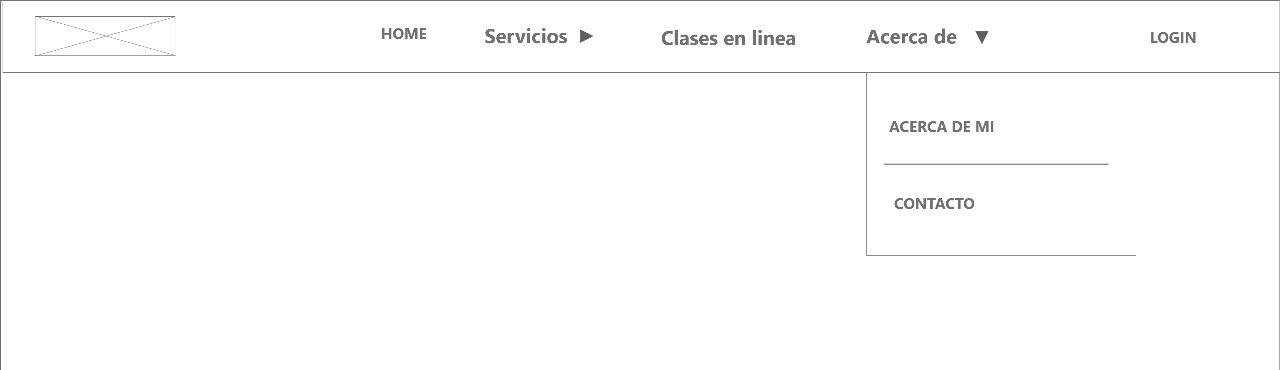 HOME
Servicios ▶
Clases en linea
Acerca de ▼
LOGIN
ACERCA DE MI
CONTACTO